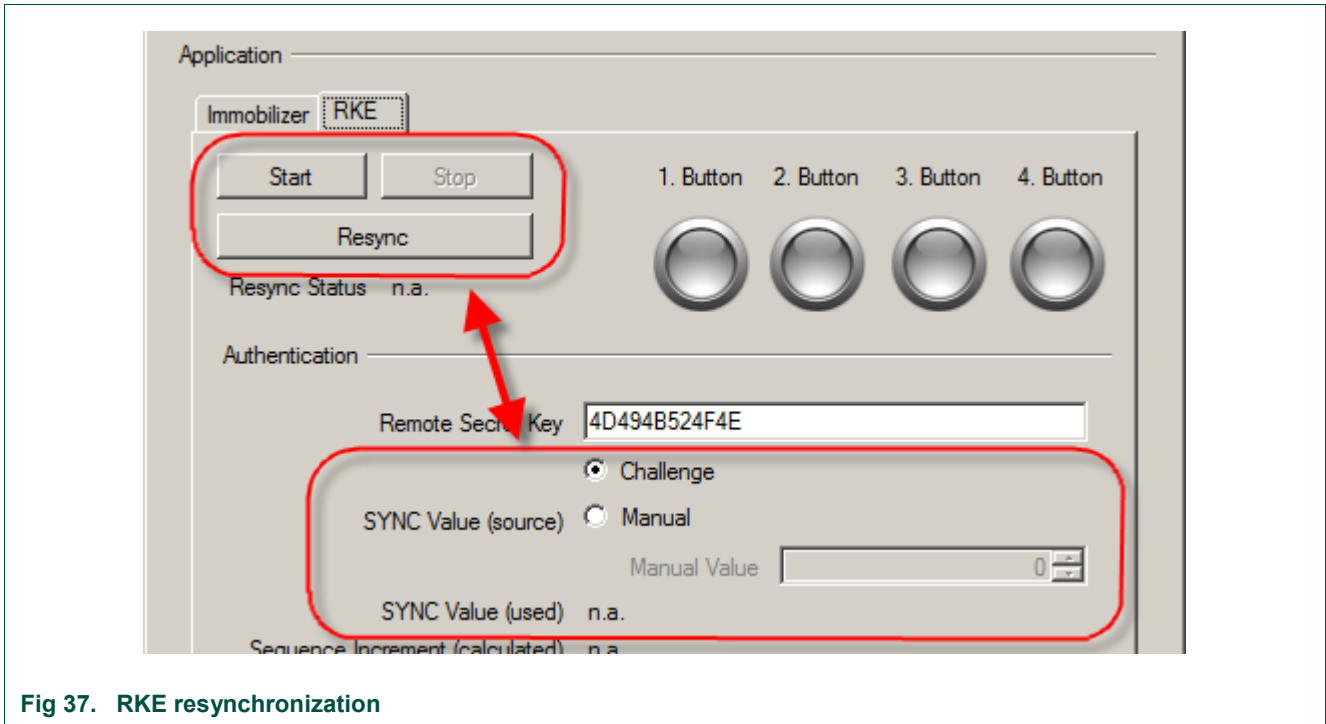 Application
Immobilizer RKE
Start Stop 1. Button 2. Button 3. Button 4. Button
Resync
Resync Status n.a.
Authentication
Remote Secret Key 4D494B524F4E
Challenge
SYNC Value (source) Manual
Manual Value 0
SYNC Value (used) n.a.
Sequence Increment (calculated) n.a.
Fig 37. RKE resynchronization